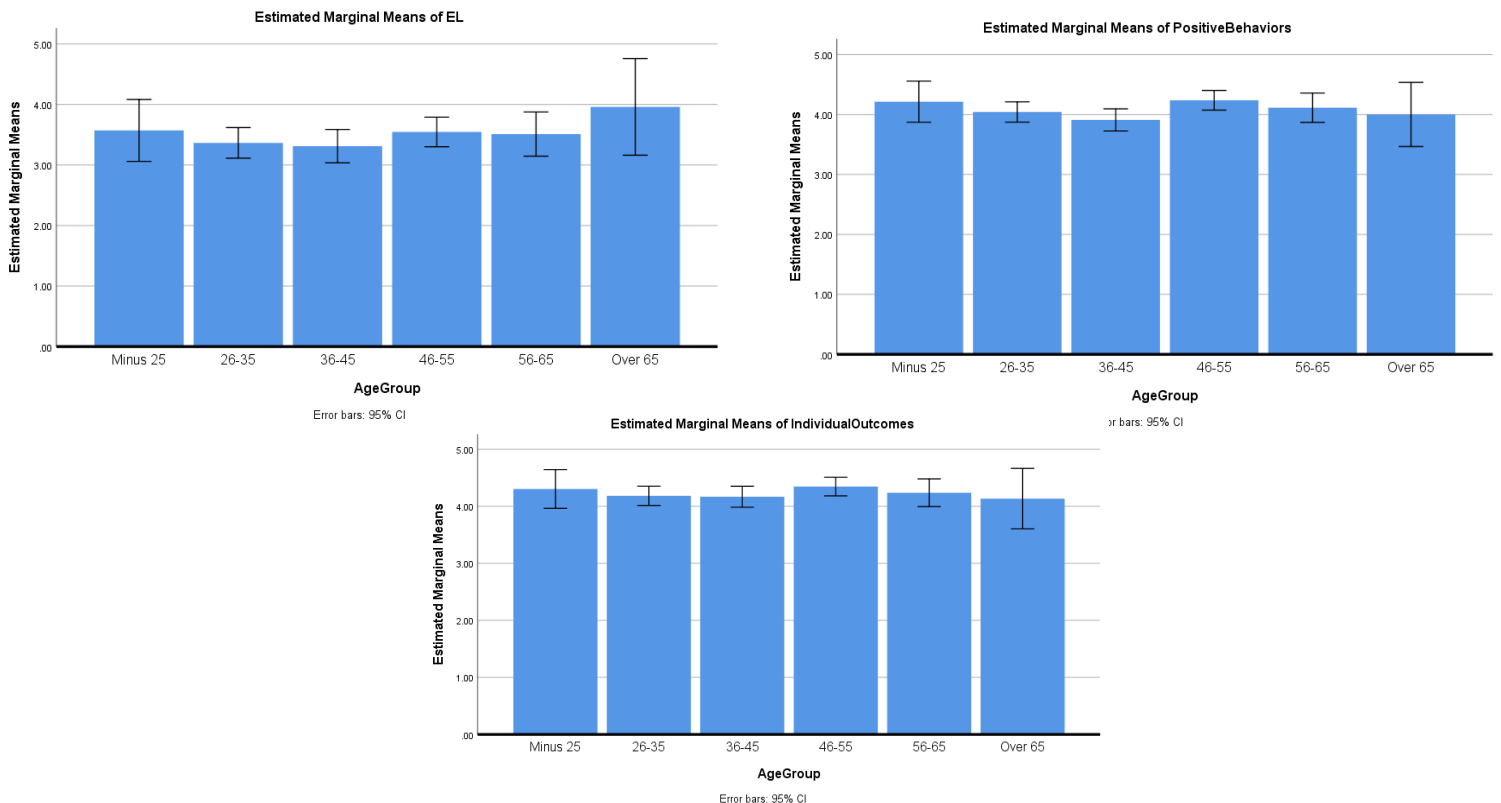 Estimated Marginal Means of EL
Estimated Marginal Means
5.00
4.00
3.00
2.00
1.00
.00
Minus 25 26-35 36-45 46-55 56-65 Over 65
AgeGroup
Error bars: 95% CI
Estimated Marginal Means of PositiveBehaviors
Estimated Marginal Means
5.00
4.00
3.00
2.00
1.00
.00
Minus 25 26-35 36-45 46-55 56-65 Over 65
AgeGroup
bars: 95% CI
Estimated Marginal Means of IndividualOutcomes
Estimated Marginal Means
5.00
4.00
3.00
2.00
1.00
.00
Minus 25 26-35 36-45 46-55 56-65 Over 65
AgeGroup
Error bars: 95% CI